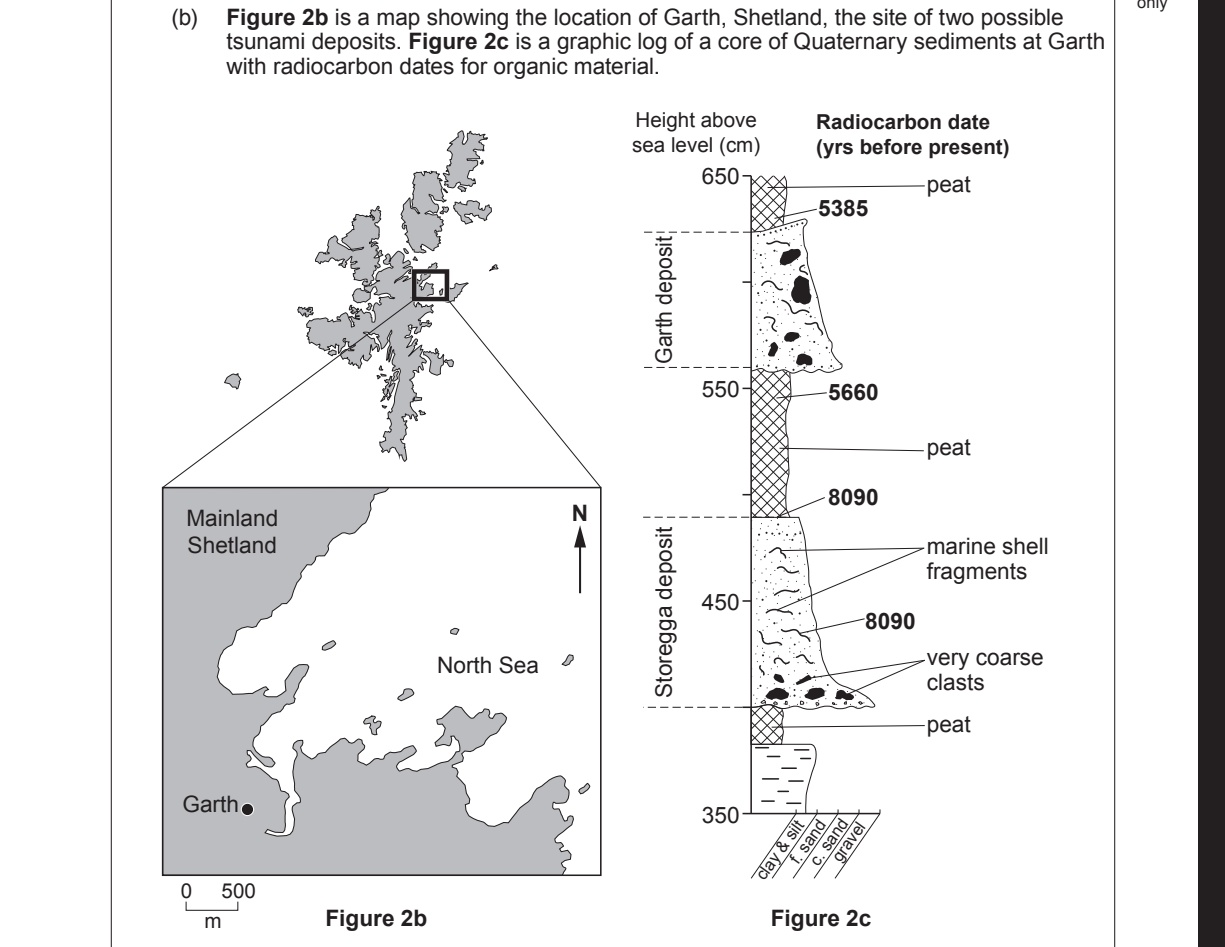 only
(b) Figure 2b is a map showing the location of Garth, Shetland, the site of two possible
tsunami deposits. Figure 2c is a graphic log of a core of Quaternary sediments at Garth
with radiocarbon dates for organic material.
Mainland
Shetland
N
North Sea
Garth
0 500
m
Figure 2b
Height above
sea level (cm)
Radiocarbon date
(yrs before present)
650
peat
5385
Garth deposit
550
5660
peat
8090
Storegga deposit
marine shell
fragments
450
8090
very coarse
clasts
peat
350
clay & silt
f. sand
c. sand
gravel
Figure 2c